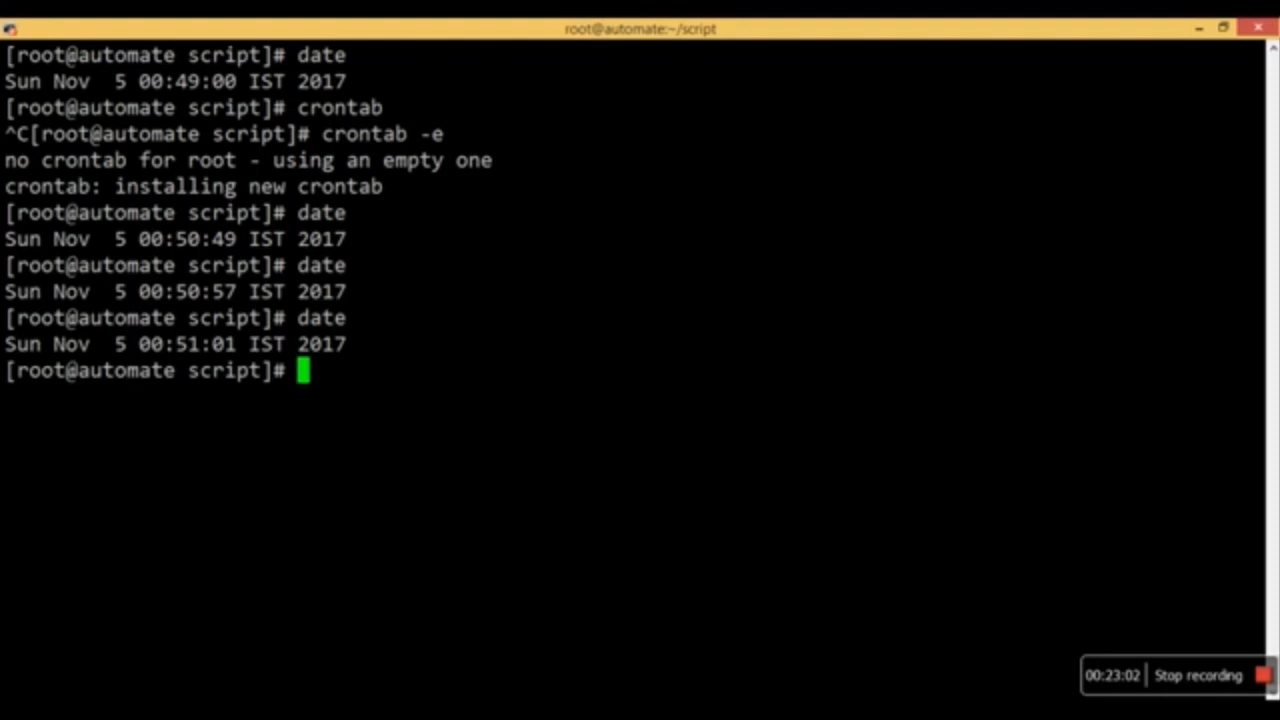 root@automate:~/script
[root@automate script]# date
Sun Nov  5 00:49:00 IST 2017
[root@automate script]# crontab
^C[root@automate script]# crontab -e
no crontab for root - using an empty one
crontab: installing new crontab
[root@automate script]# date
Sun Nov  5 00:50:49 IST 2017
[root@automate script]# date
Sun Nov  5 00:50:57 IST 2017
[root@automate script]# date
Sun Nov  5 00:51:01 IST 2017
[root@automate script]#
00:23:02 Stop recording